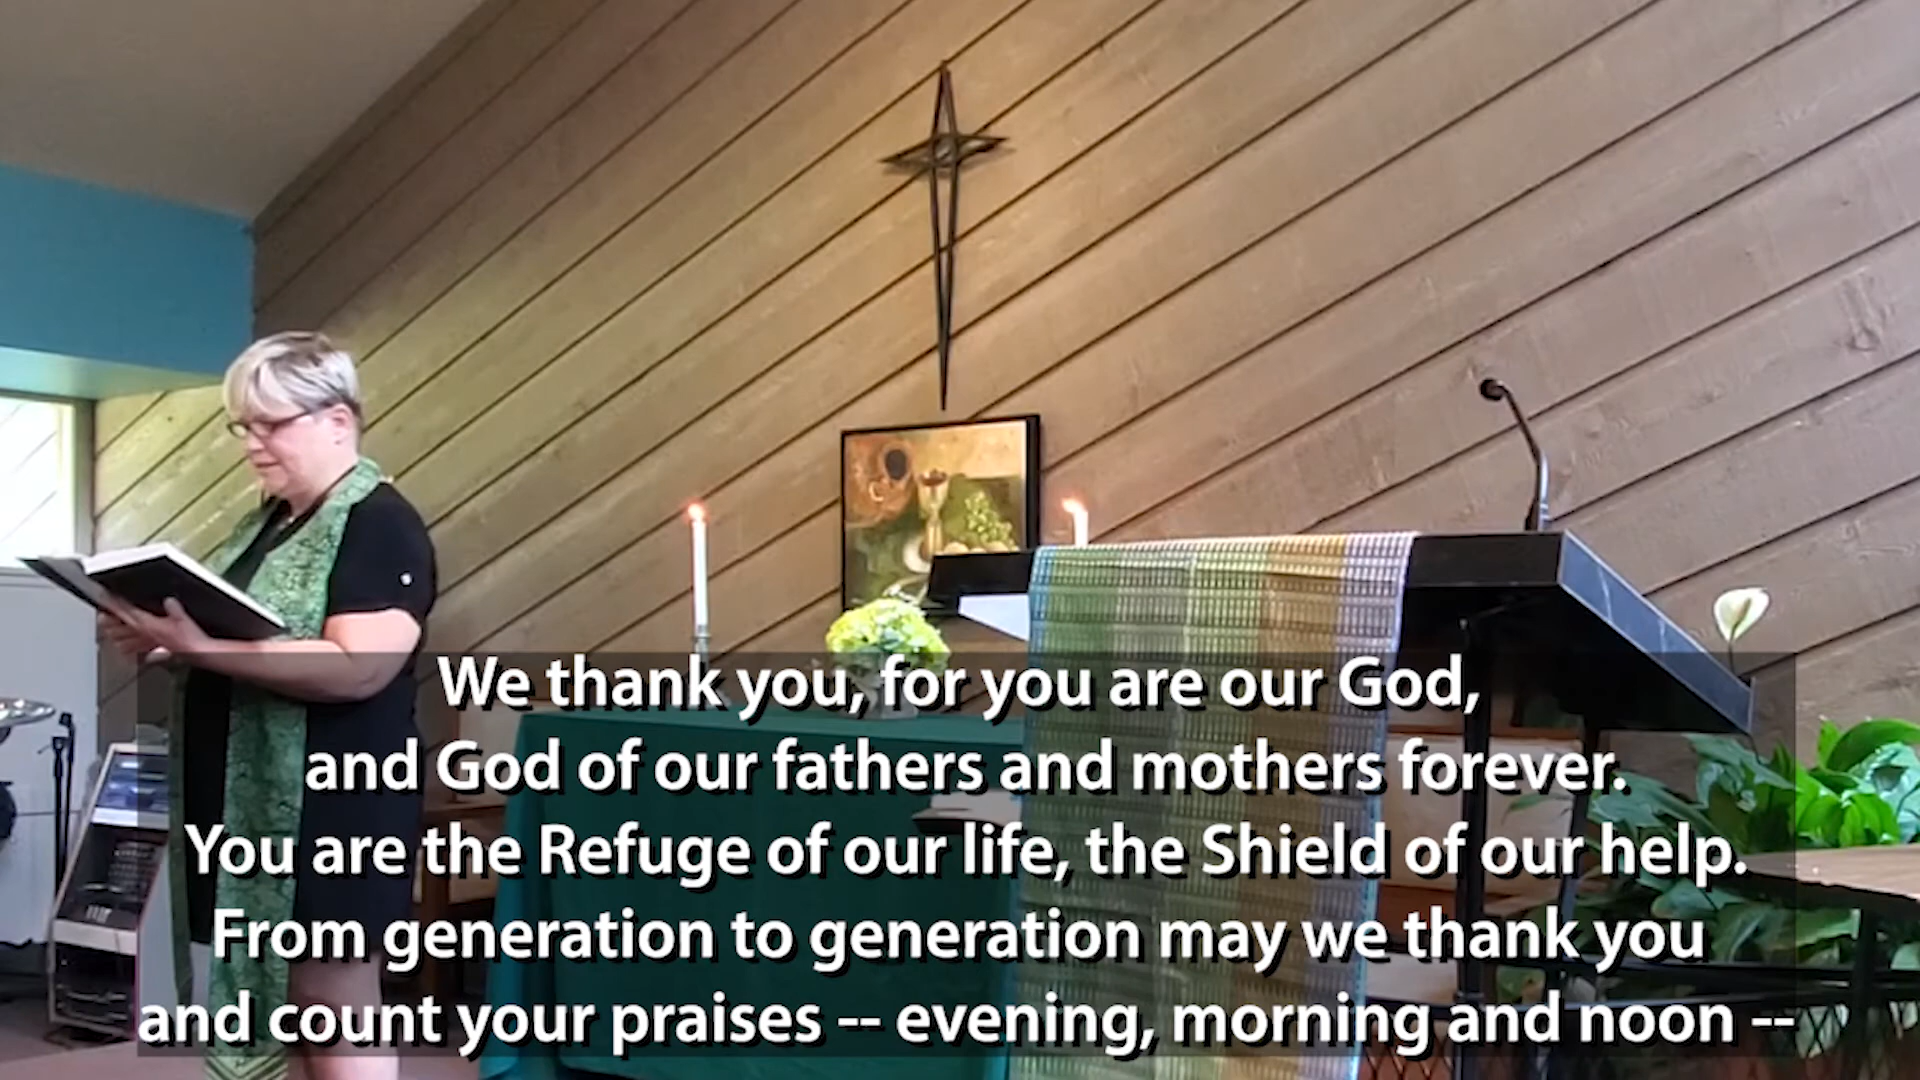 We thank you, for you are our God,
and God of our fathers and mothers forever.
You are the Refuge of our life, the Shield of our help.
From generation to generation may we thank you
and count your praises -- evening, morning and noon --